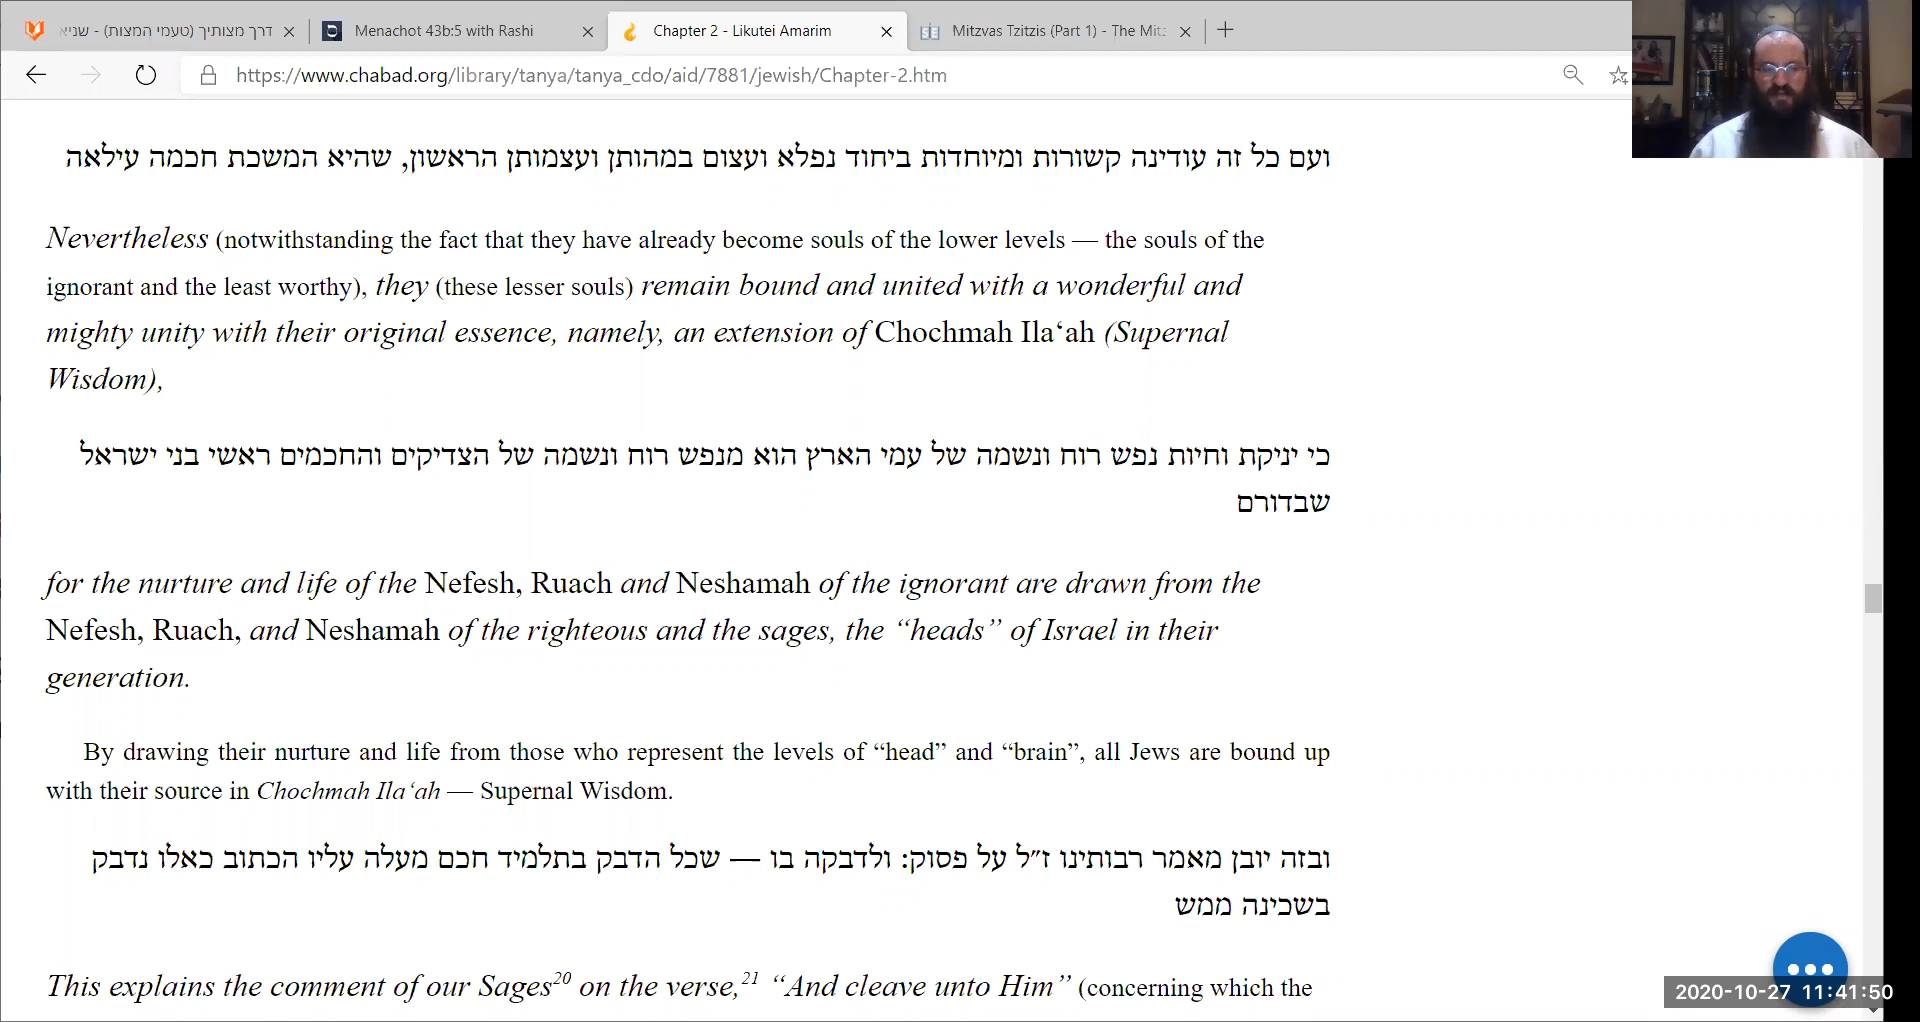 דרך מצותיך (טעמי המצות) - שניא
Menachot 43b:5 with Rashi
Chapter 2 - Likutei Amarim
Mitzvas Tzitzis (Part 1) - The Mitz
https://www.chabad.org/library/tanya/tanya_cdo/aid/7881/jewish/Chapter-2.htm
ועם כל זה עודינה קשורות ומיוחדות ביחוד נפלא ועצום במהותן ועצמותן הראשון, שהיא המשכת חכמה עילאה
Nevertheless (notwithstanding the fact that they have already become souls of the lower levels — the souls of the
ignorant and the least worthy), they (these lesser souls) remain bound and united with a wonderful and
mighty unity with their original essence, namely, an extension of Chochmah Ila‘ah (Supernal
Wisdom),
כי יניקת וחיות נפש רוח ונשמה של עמי הארץ הוא מנפש רוח ונשמה של הצדיקים והחכמים ראשי בני ישראל
שבדורם
for the nurture and life of the Nefesh, Ruach and Neshamah of the ignorant are drawn from the
Nefesh, Ruach, and Neshamah of the righteous and the sages, the “heads” of Israel in their
generation.
By drawing their nurture and life from those who represent the levels of “head” and “brain”, all Jews are bound up
with their source in Chochmah Ila‘ah — Supernal Wisdom.
ובזה יובן מאמר רבותינו ז״ל על פסוק: ולדבקה בו — שכל הדבק בתלמיד חכם מעלה עליו הכתוב כאלו נדבק
בשכינה ממש
This explains the comment of our Sages20 on the verse,21 “And cleave unto Him” (concerning which the
2020-10-27 11:41:50